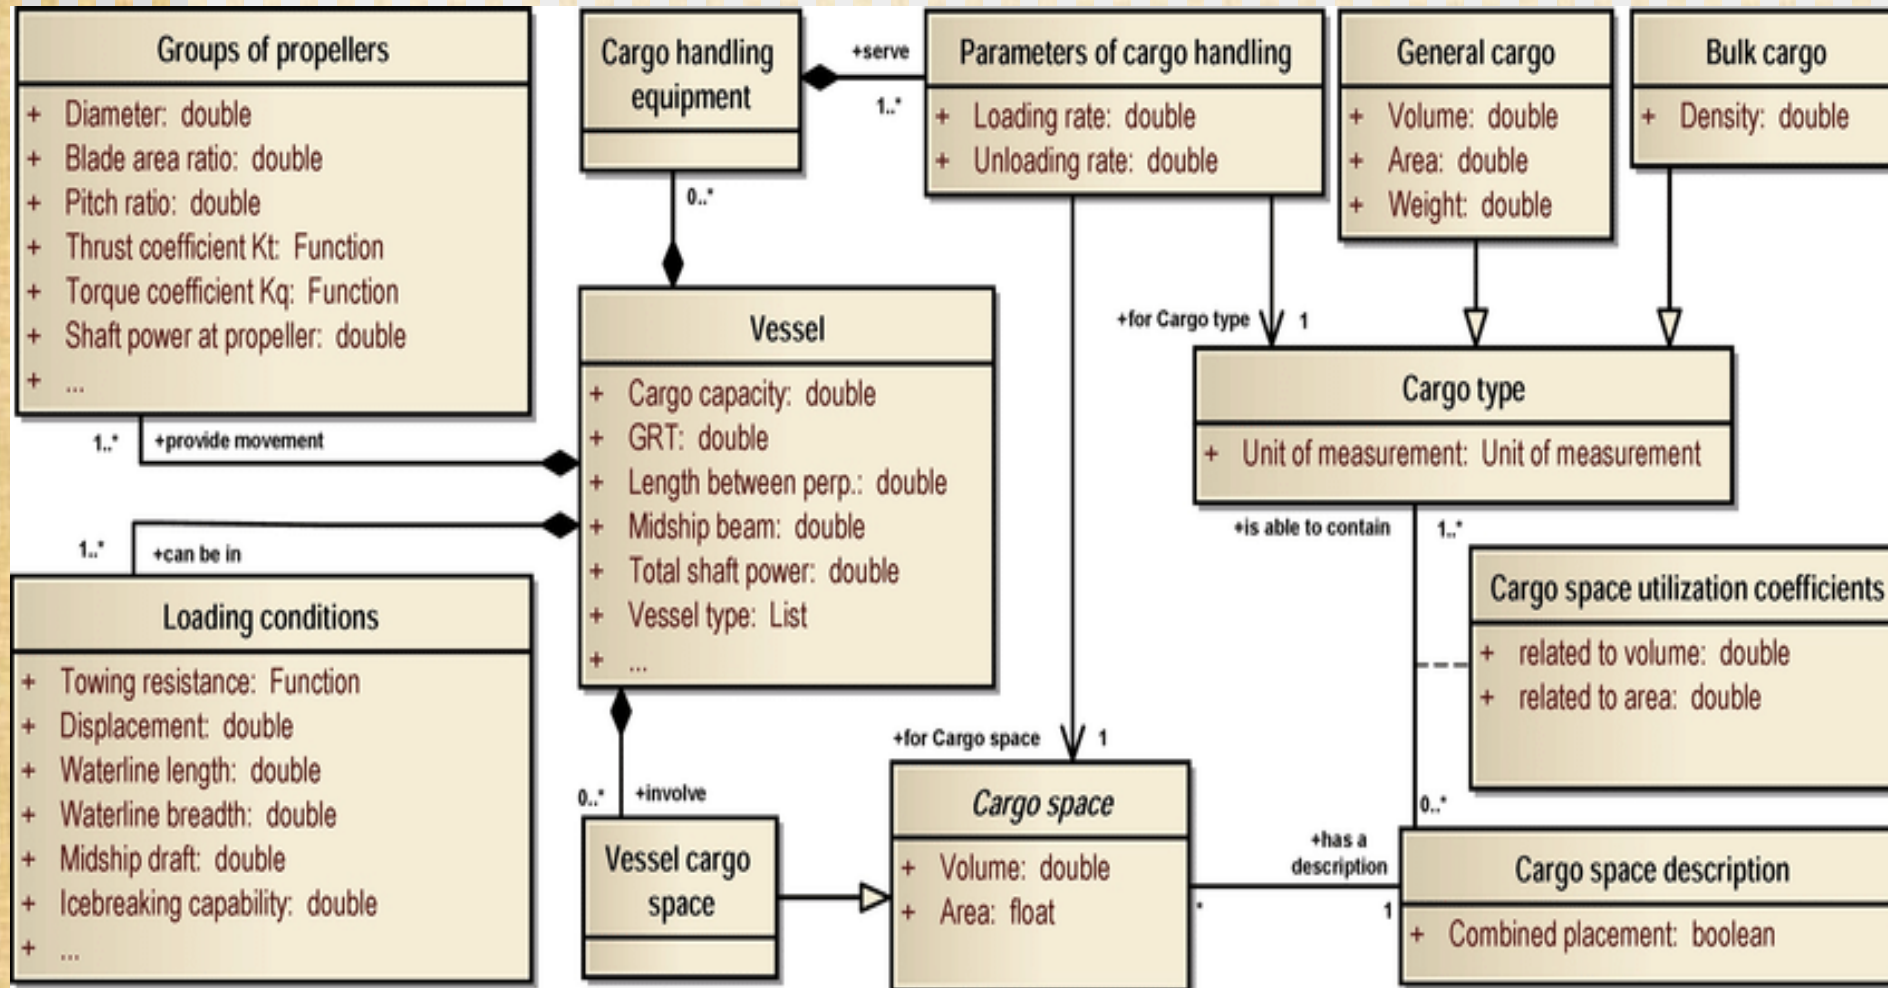 Groups of propellers
+ Diameter: double
+ Blade area ratio: double
+ Pitch ratio: double
+ Thrust coefficient Kt: Function
+ Torque coefficient Kq: Function
+ Shaft power at propeller: double
+ ...
1..* +provide movement
1..* +can be in
Loading conditions
+ Towing resistance: Function
+ Displacement: double
+ Waterline length: double
+ Waterline breadth: double
+ Midship draft: double
+ Icebreaking capability: double
+ ...
Cargo handling
equipment
+serve
1..*
0..*
Parameters of cargo handling
+ Loading rate: double
+ Unloading rate: double
General cargo
+ Volume: double
+ Area: double
+ Weight: double
Bulk cargo
+ Density: double
Vessel
+ Cargo capacity: double
+ GRT: double
+ Length between perp.: double
+ Midship beam: double
+ Total shaft power: double
+ Vessel type: List
+ ...
+for Cargo type 1
Cargo type
+ Unit of measurement: Unit of measurement
+is able to contain 1..*
Cargo space utilization coefficients
+ related to volume: double
+ related to area: double
0..*
0..* +involve
Vessel cargo
space
+for Cargo space 1
Cargo space
+ Volume: double
+ Area: float
+has a
description
* 1
Cargo space description
+ Combined placement: boolean